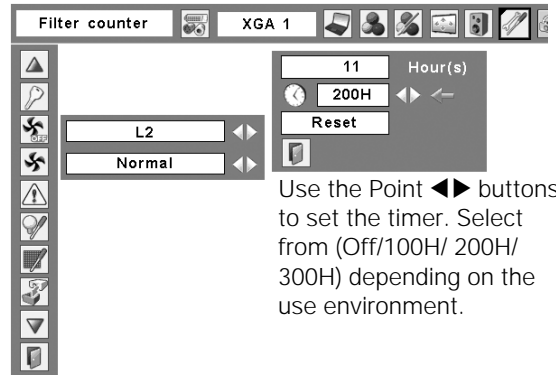 Filter counter
XGA 1
11 Hour(s)
200H
Reset
OFF
L2
Normal
Use the Point ◀▶ buttons
to set the timer. Select
from (Off/100H/ 200H/
300H) depending on the
use environment.